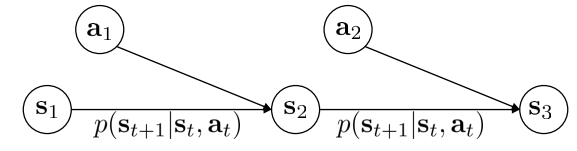 a₁ a₂
s₁ s₂ s₃
p(sₜ₊₁|sₜ, aₜ) p(sₜ₊₁|sₜ, aₜ)